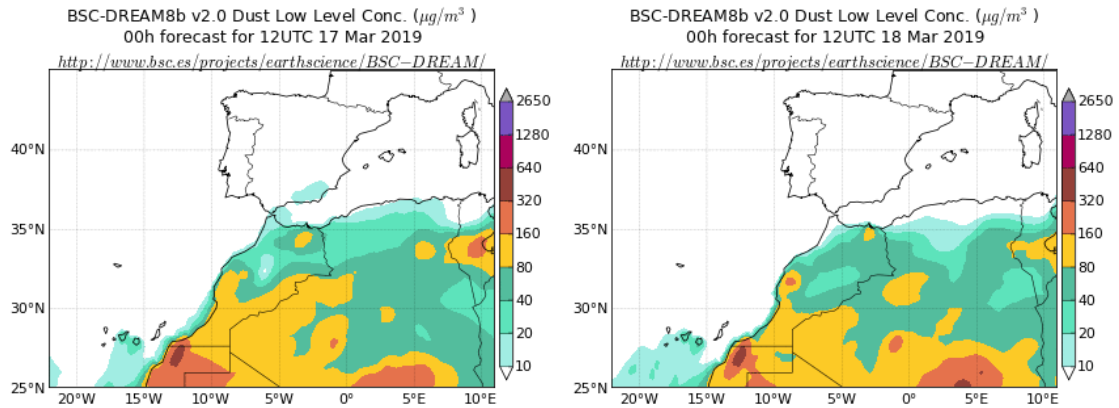 BSC-DREAM8b v2.0 Dust Low Level Conc. (μg/m³ )
00h forecast for 12UTC 17 Mar 2019
http://www.bsc.es/projects/earthscience/BSC−DREAM/
40°N
35°N
30°N
25°N
20°W 15°W 10°W 5°W 0° 5°E 10°E
2650
1280
640
320
160
80
40
20
10
BSC-DREAM8b v2.0 Dust Low Level Conc. (μg/m³ )
00h forecast for 12UTC 18 Mar 2019
http://www.bsc.es/projects/earthscience/BSC−DREAM/
40°N
35°N
30°N
25°N
20°W 15°W 10°W 5°W 0° 5°E 10°E
2650
1280
640
320
160
80
40
20
10